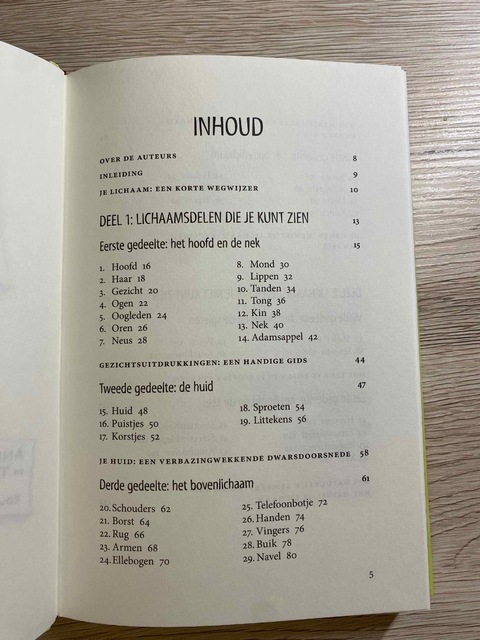 INHOUD
OVER DE AUTEURS 8
INLEIDING 9
JE LICHAAM: EEN KORTE WEGWIJZER 10
DEEL 1: LICHAAMSDELEN DIE JE KUNT ZIEN 13
Eerste gedeelte: het hoofd en de nek 15
1. Hoofd 16
2. Haar 18
3. Gezicht 20
4. Ogen 22
5. Oogleden 24
6. Oren 26
7. Neus 28
8. Mond 30
9. Lippen 32
10. Tanden 34
11. Tong 36
12. Kin 38
13. Nek 40
14. Adamsappel 42
GEZICHTSUITDRUKKINGEN: EEN HANDIGE GIDS 44
Tweede gedeelte: de huid 47
15. Huid 48
16. Puistjes 50
17. Korstjes 52
18. Sproeten 54
19. Littekens 56
JE HUID: EEN VERBAZINGWEKKENDE DWARSDOORSNEDE 58
Derde gedeelte: het bovenlichaam 61
20. Schouders 62
21. Borst 64
22. Rug 66
23. Armen 68
24. Ellebogen 70
25. Telefoonbotje 72
26. Handen 74
27. Vingers 76
28. Buik 78
29. Navel 80
5